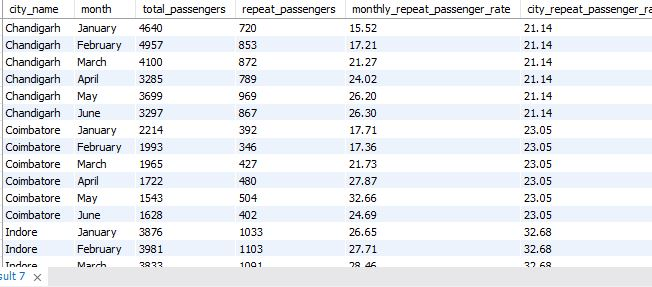 city_name month total_passengers repeat_passengers monthly_repeat_passenger_rate city_repeat_passenger_ra
Chandigarh January 4640 720 15.52 21.14
Chandigarh February 4957 853 17.21 21.14
Chandigarh March 4100 872 21.27 21.14
Chandigarh April 3285 789 24.02 21.14
Chandigarh May 3699 969 26.20 21.14
Chandigarh June 3297 867 26.30 21.14
Coimbatore January 2214 392 17.71 23.05
Coimbatore February 1993 346 17.36 23.05
Coimbatore March 1965 427 21.73 23.05
Coimbatore April 1722 480 27.87 23.05
Coimbatore May 1543 504 32.66 23.05
Coimbatore June 1628 402 24.69 23.05
Indore January 3876 1033 26.65 32.68
Indore February 3981 1103 27.71 32.68
Indore March 3833 1091 28.46 32.68
sult 7 ×